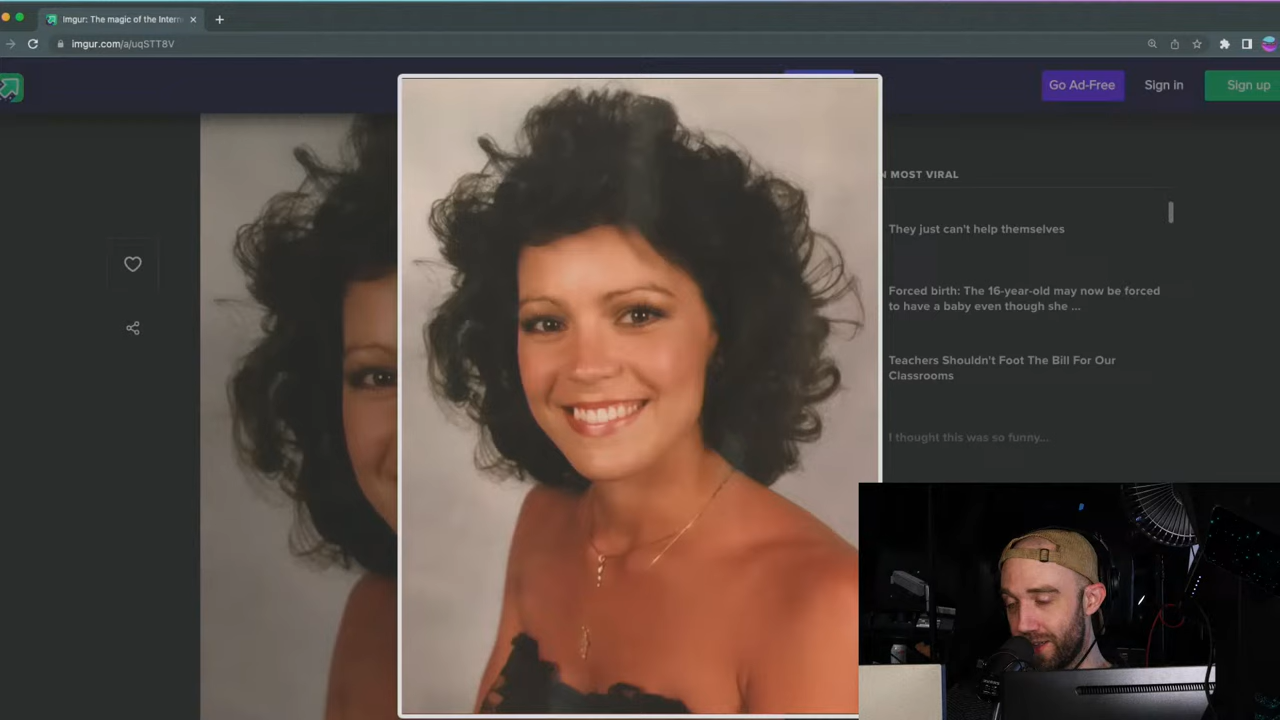 Imgur: The magic of the Intern
imgur.com/a/uqSTT8V
Go Ad-Free
Sign in
Sign up
N MOST VIRAL
They just can't help themselves
Forced birth: The 16-year-old may now be forced
to have a baby even though she ...
Teachers Shouldn't Foot The Bill For Our
Classrooms
I thought this was so funny...